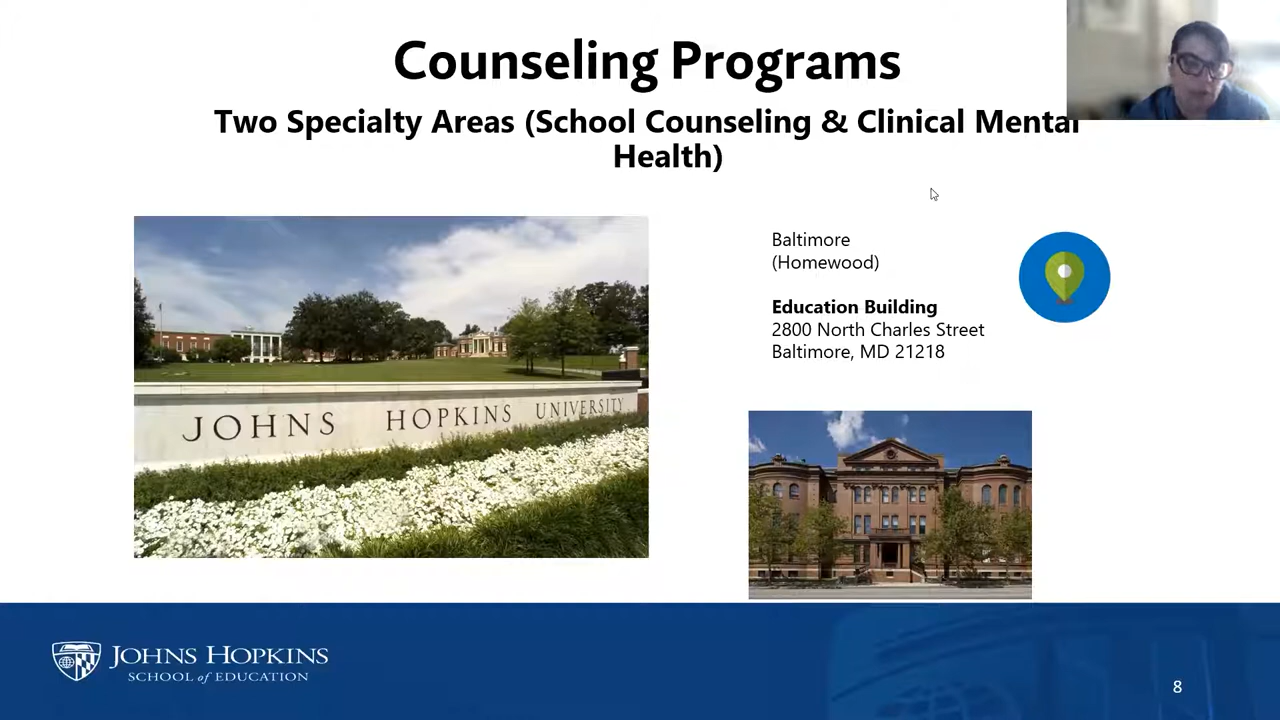 Counseling Programs
Two Specialty Areas (School Counseling & Clinical Mental
Health)
Baltimore
(Homewood)
Education Building
2800 North Charles Street
Baltimore, MD 21218
JOHNS HOPKINS UNIVERSITY
JOHNS HOPKINS
SCHOOL of EDUCATION
8